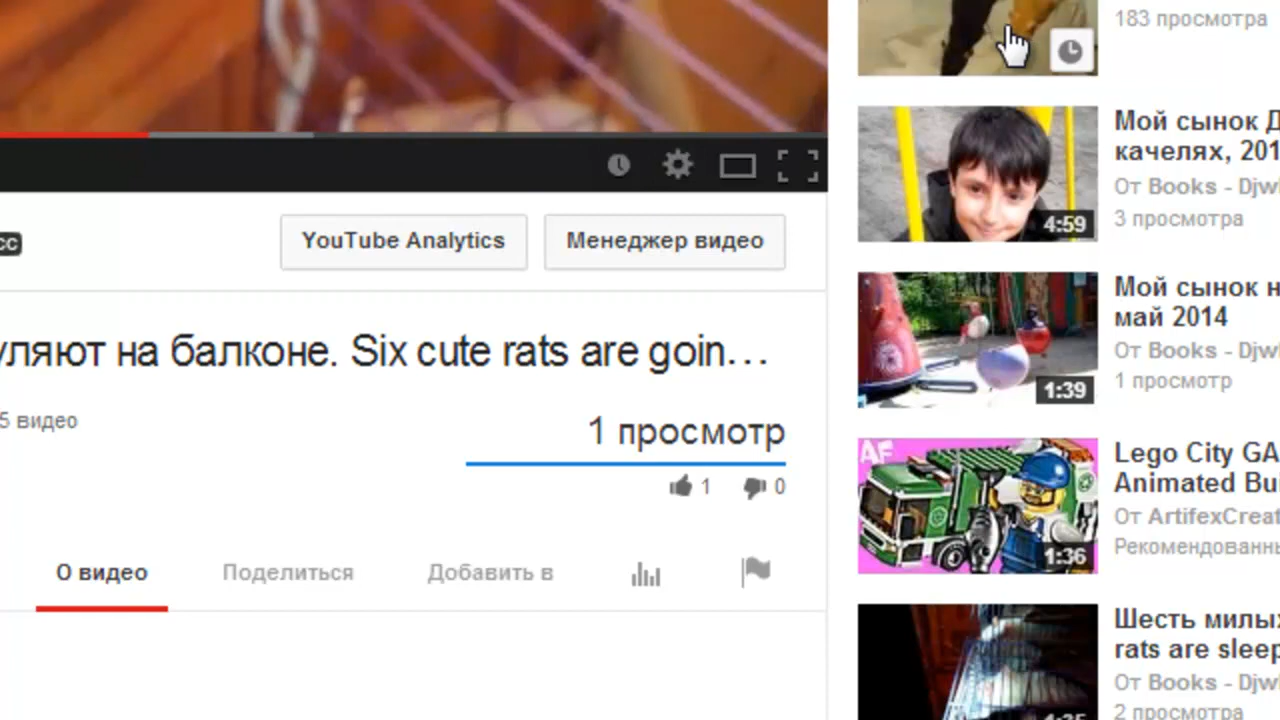 183 просмотра
Мой сынок Д
качелях, 201
От Books - Djw
3 просмотра
4:59
CC
YouTube Analytics
Менеджер видео
Мой сынок н
май 2014
От Books - Djw
1 просмотр
1:39
уляют на балконе. Six cute rats are goin...
5 видео
1 просмотр
1
0
О видео
Поделиться
Добавить в
AF
Lego City GA
Animated Bu
От ArtifexCreat
Рекомендованн
1:36
Шесть милы
rats are sleep
От Books - Djw
2 просмотра